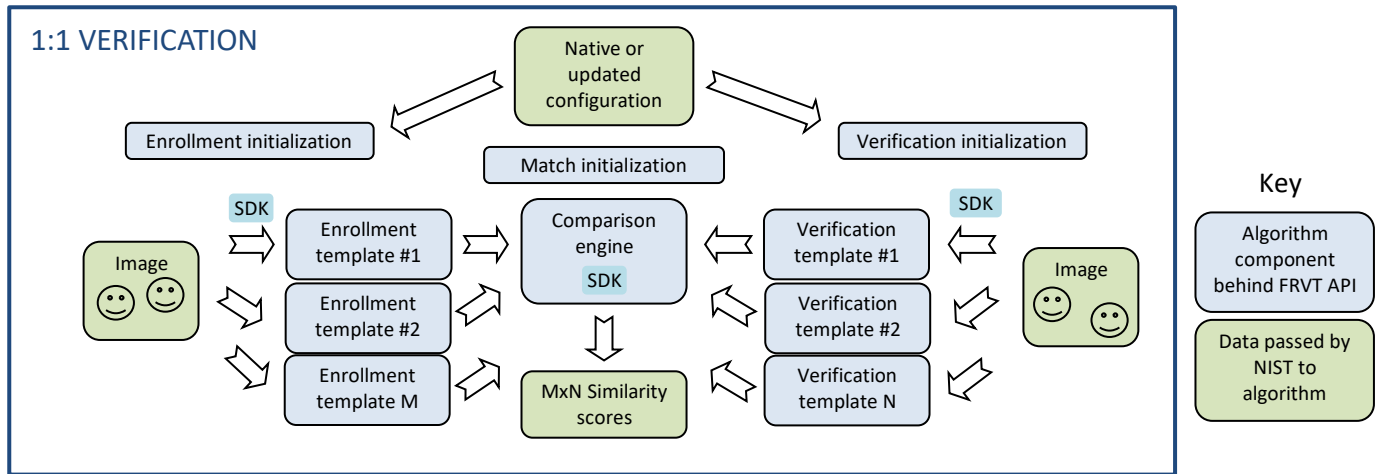 1:1 VERIFICATION
Native or
updated
configuration
Enrollment initialization
Match initialization
Verification initialization
SDK
Enrollment
template #1
Comparison
engine
SDK
Verification
template #1
SDK
Image
Enrollment
template #2
Verification
template #2
Image
Enrollment
template M
MxN Similarity
scores
Verification
template N
Key
Algorithm
component
behind FRVT API
Data passed by
NIST to
algorithm